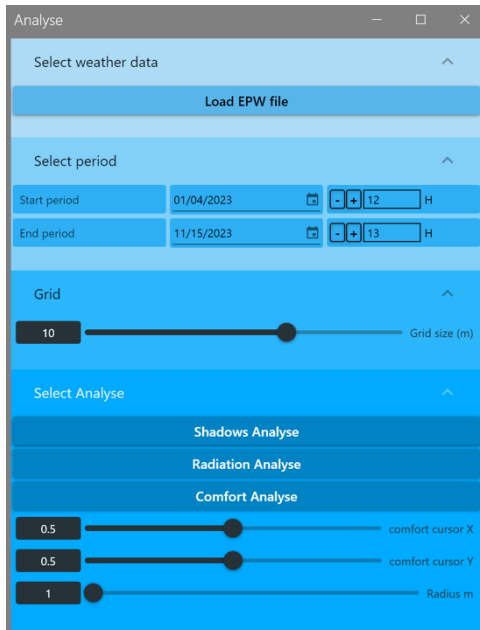 Analyse
Select weather data
Load EPW file
Select period
Start period 01/04/2023 - + 12 H
End period 11/15/2023 - + 13 H
Grid
10 Grid size (m)
Select Analyse
Shadows Analyse
Radiation Analyse
Comfort Analyse
0.5 comfort cursor X
0.5 comfort cursor Y
1 Radius m